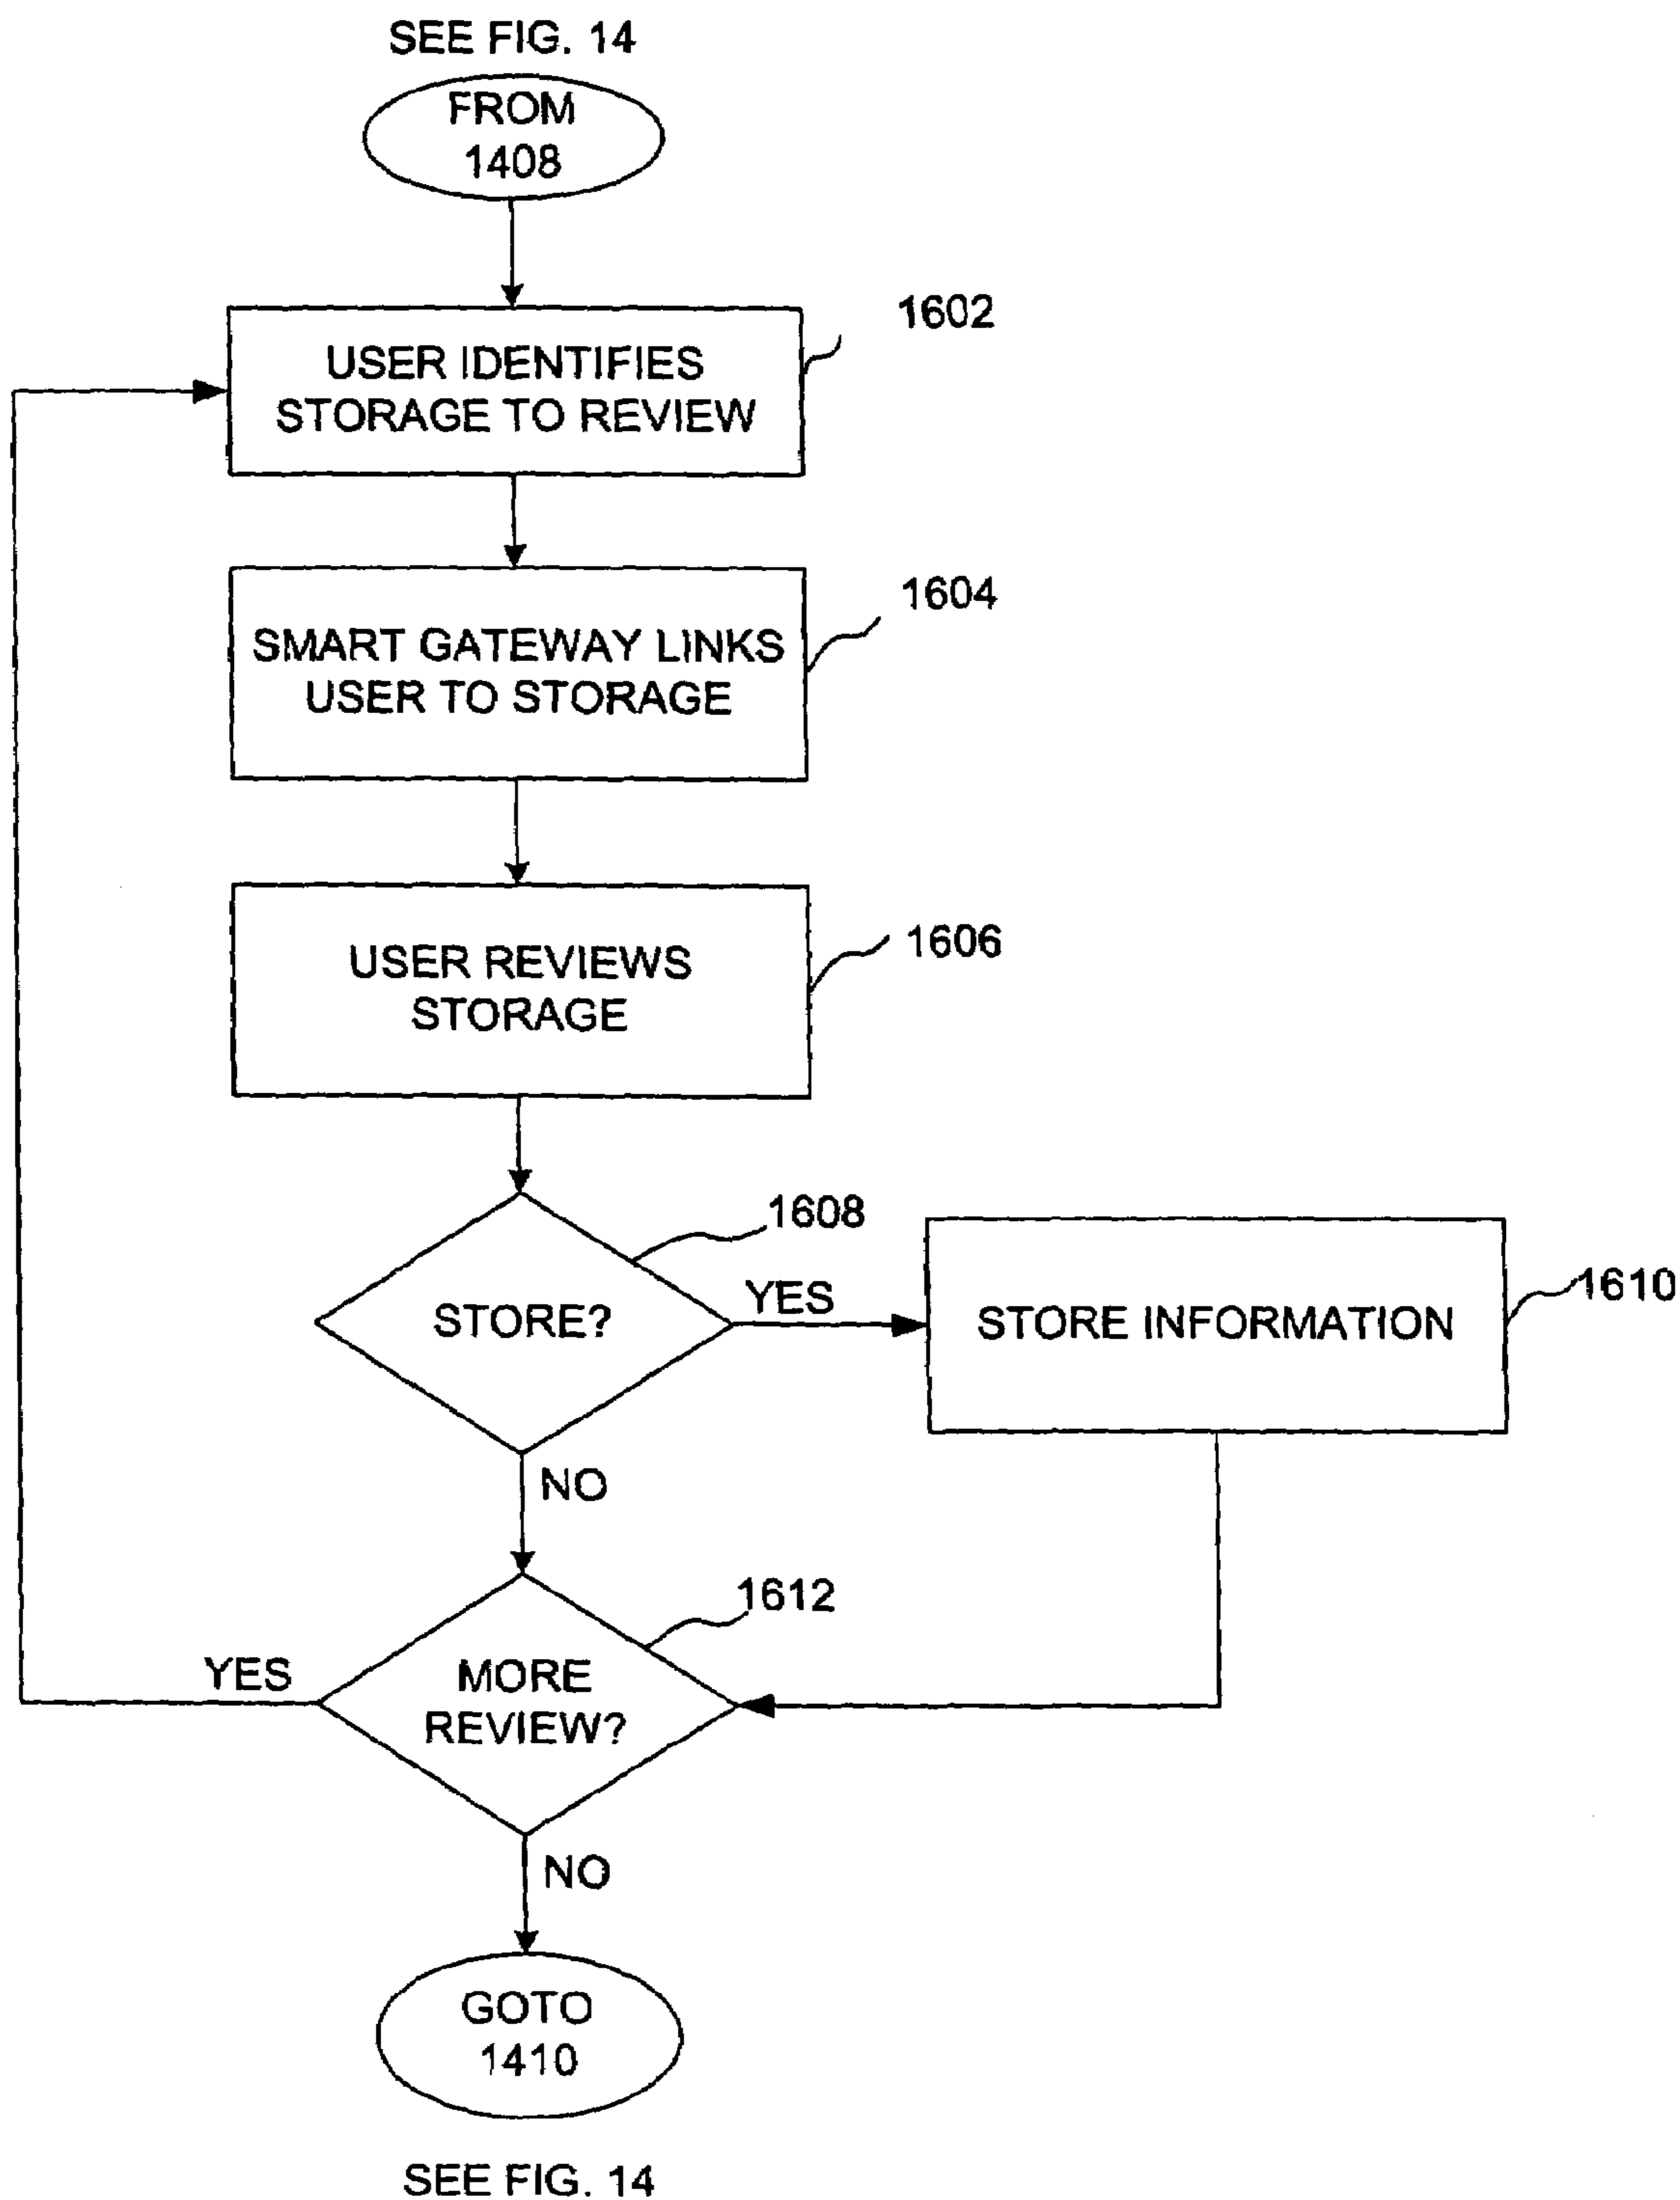 SEE FIG. 14
FROM
1408
1602
USER IDENTIFIES
STORAGE TO REVIEW
1604
SMART GATEWAY LINKS
USER TO STORAGE
1606
USER REVIEWS
STORAGE
1608
STORE?
YES
1610
STORE INFORMATION
NO
1612
YES
MORE
REVIEW?
NO
GOTO
1410
SEE FIG. 14